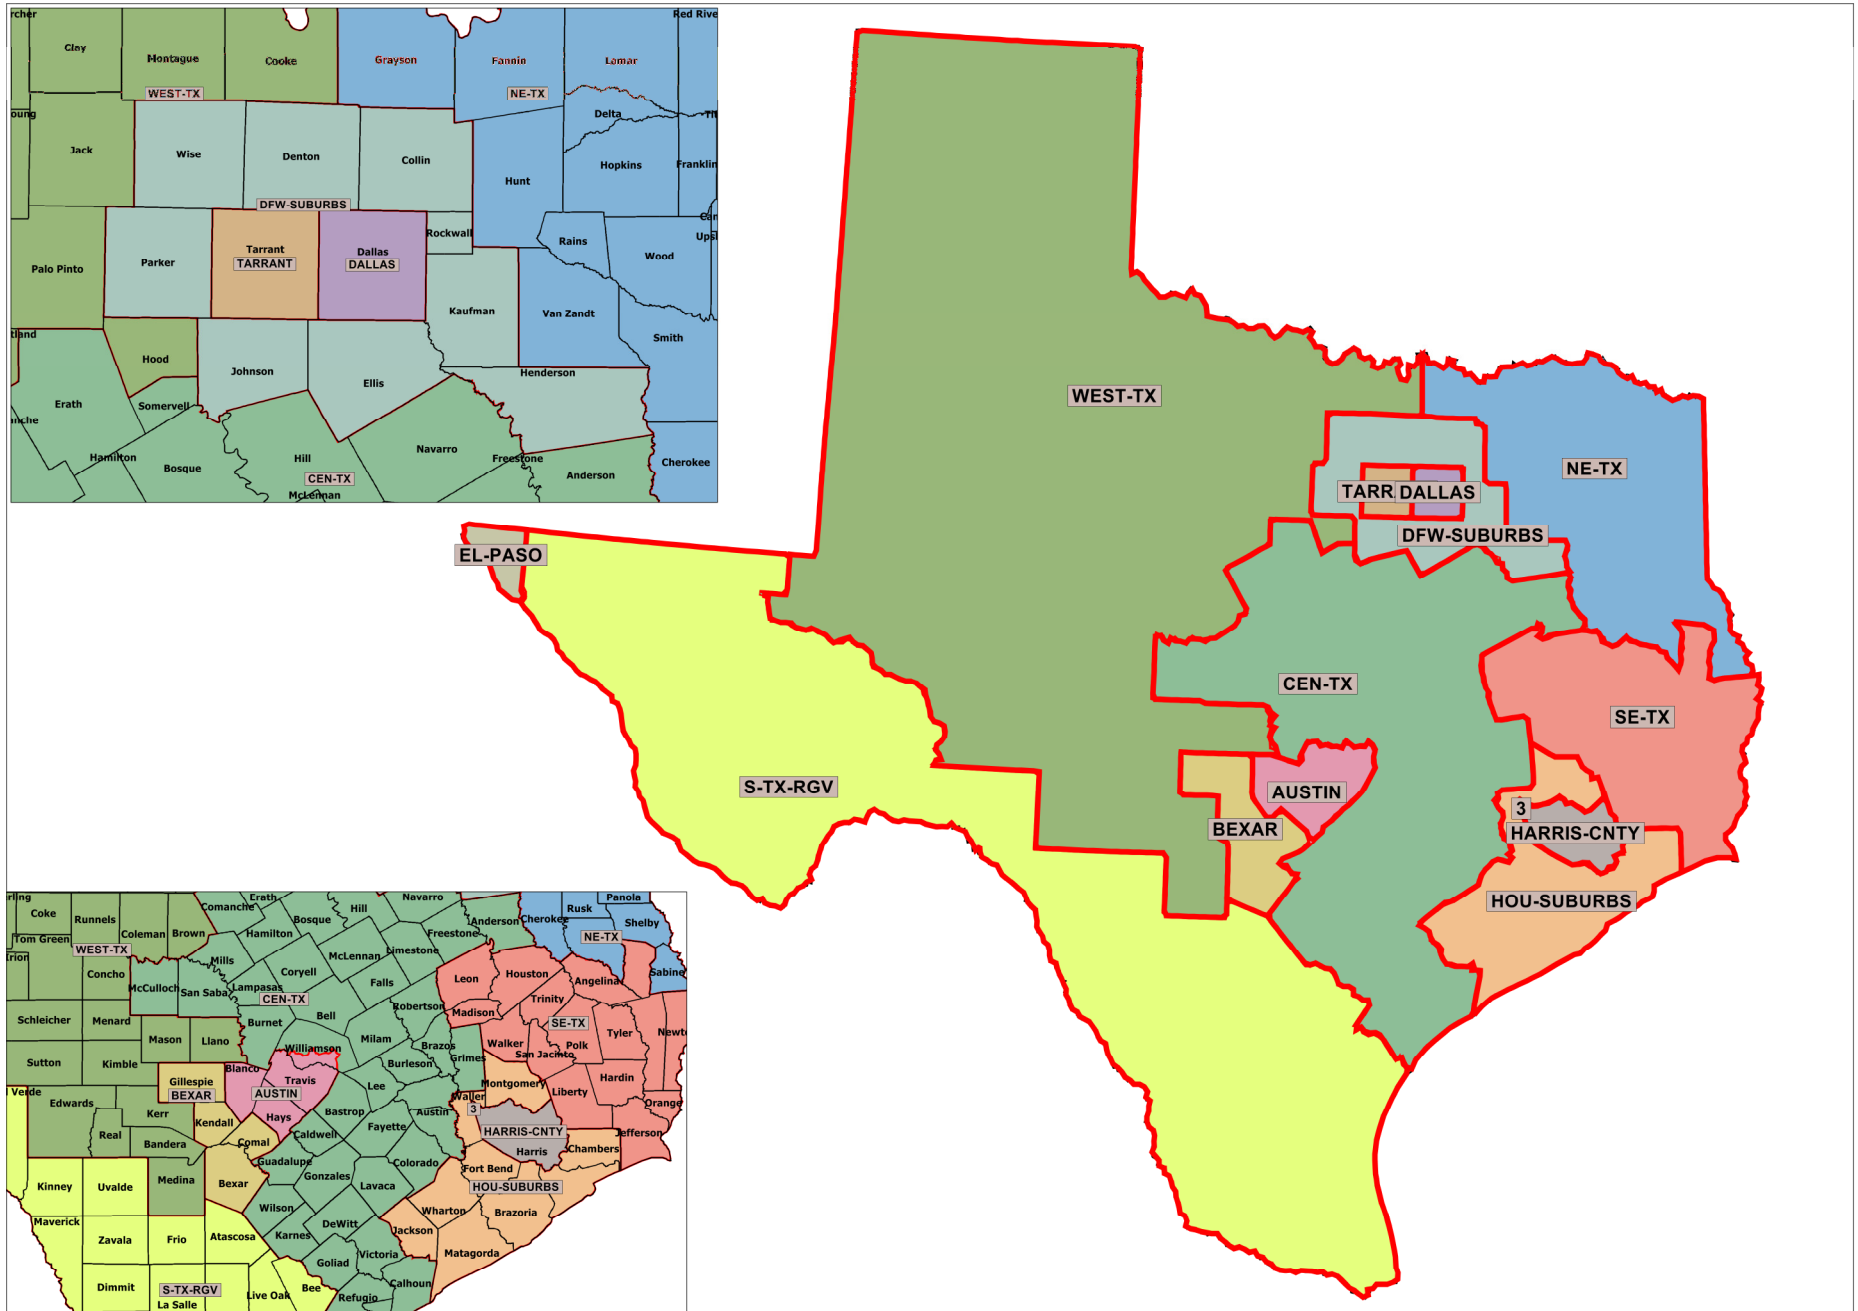 rcher
Clay
Montague
Cooke
Grayson
Fannin
Lamar
Red Rive
WEST-TX
NE-TX
oung
Delta
Jack
Wise
Denton
Collin
Hunt
Hopkins
Franklin
DFW-SUBURBS
Rockwall
Rains
Ups
Palo Pinto
Parker
Tarrant
TARRANT
Dallas
DALLAS
Wood
Kaufman
Van Zandt
Smith
tland
Hood
Johnson
Ellis
Henderson
Erath
Somervell
nche
Hamilton
Bosque
Hill
CEN-TX
McLennan
Navarro
Freestone
Anderson
Cherokee
WEST-TX
NE-TX
TARR
DALLAS
DFW-SUBURBS
EL-PASO
CEN-TX
SE-TX
S-TX-RGV
AUSTIN
BEXAR
3
HARRIS-CNTY
HOU-SUBURBS
rling
Coke
Runnels
Coleman
Brown
Comanche
Erath
Bosque
Hill
Navarro
Anderson
Cherokee
Rusk
Panola
Shelby
NE-TX
Tom Green
WEST-TX
Hamilton
Freestone
Irion
Concho
McCulloch
Mills
San Saba
Lampasas
Coryell
McLennan
Limestone
Falls
Leon
Houston
Angelina
Sabine
CEN-TX
Trinity
Schleicher
Menard
Mason
Llano
Burnet
Bell
Robertson
Madison
SE-TX
Tyler
Newt
Sutton
Kimble
Williamson
Milam
Brazos
Grimes
Walker
San Jacinto
Polk
Burleson
Blanco
Travis
Gillespie
BEXAR
AUSTIN
Lee
Montgomery
Hardin
Liberty
l Verde
Edwards
Kerr
Kendall
Hays
Bastrop
Austin
Waller
3
Orange
Real
Bandera
Comal
Caldwell
Fayette
HARRIS-CNTY
Harris
Jefferson
Chambers
Kinney
Uvalde
Medina
Bexar
Guadalupe
Gonzales
Colorado
Fort Bend
Lavaca
HOU-SUBURBS
Maverick
Wilson
Wharton
Brazoria
Zavala
Frio
Atascosa
Karnes
DeWitt
Jackson
Victoria
Matagorda
Goliad
Dimmit
S-TX-RGV
La Salle
Live Oak
Bee
Refugio
Calhoun